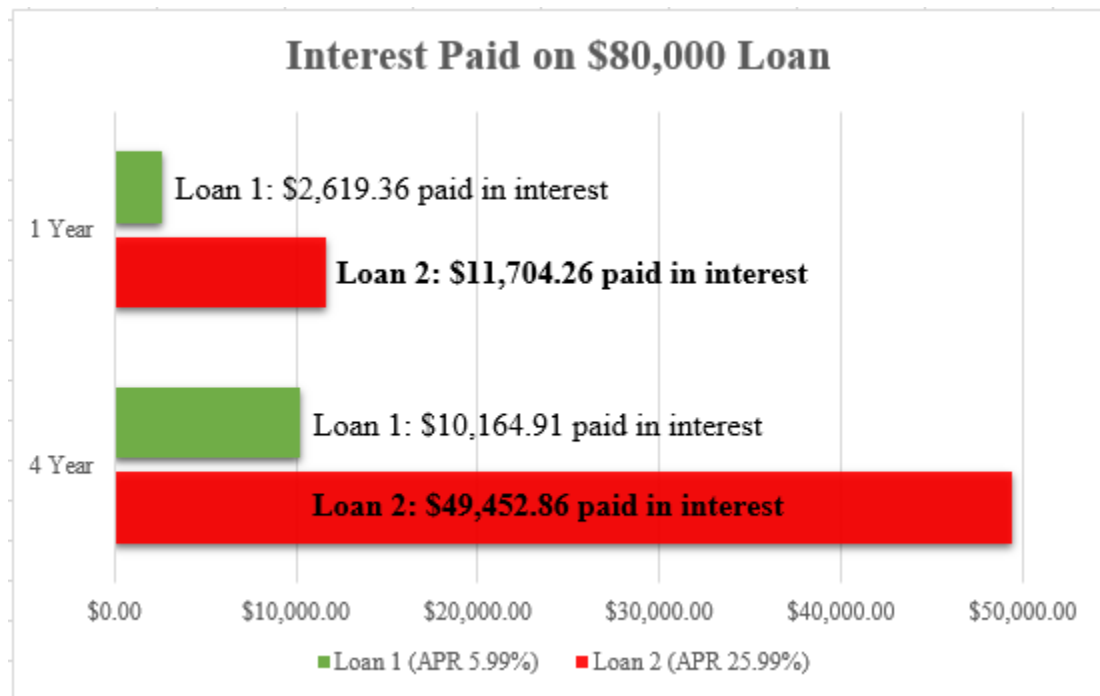 Interest Paid on $80,000 Loan
Loan 1: $2,619.36 paid in interest
1 Year
Loan 2: $11,704.26 paid in interest
Loan 1: $10,164.91 paid in interest
4 Year
Loan 2: $49,452.86 paid in interest
$0.00 $10,000.00 $20,000.00 $30,000.00 $40,000.00 $50,000.00
Loan 1 (APR 5.99%) Loan 2 (APR 25.99%)